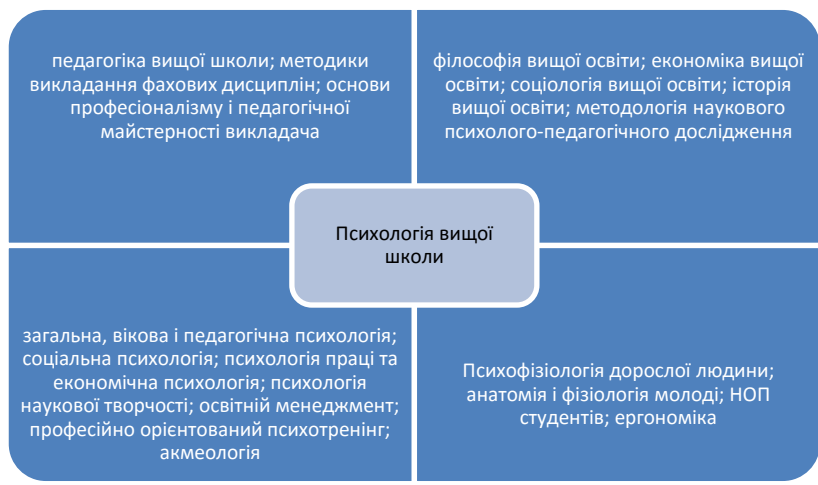 педагогіка вищої школи; методики
викладання фахових дисциплін; основи
професіоналізму і педагогічної
майстерності викладача
філософія вищої освіти; економіка вищої
освіти; соціологія вищої освіти; історія
вищої освіти; методологія наукового
психолого-педагогічного дослідження
Психологія вищої
школи
загальна, вікова і педагогічна психологія;
соціальна психологія; психологія праці та
економічна психологія; психологія
наукової творчості; освітній менеджмент;
професійно орієнтований психотренінг;
акмеологія
Психофізіологія дорослої людини;
анатомія і фізіологія молоді; НОП
студентів; ергономіка